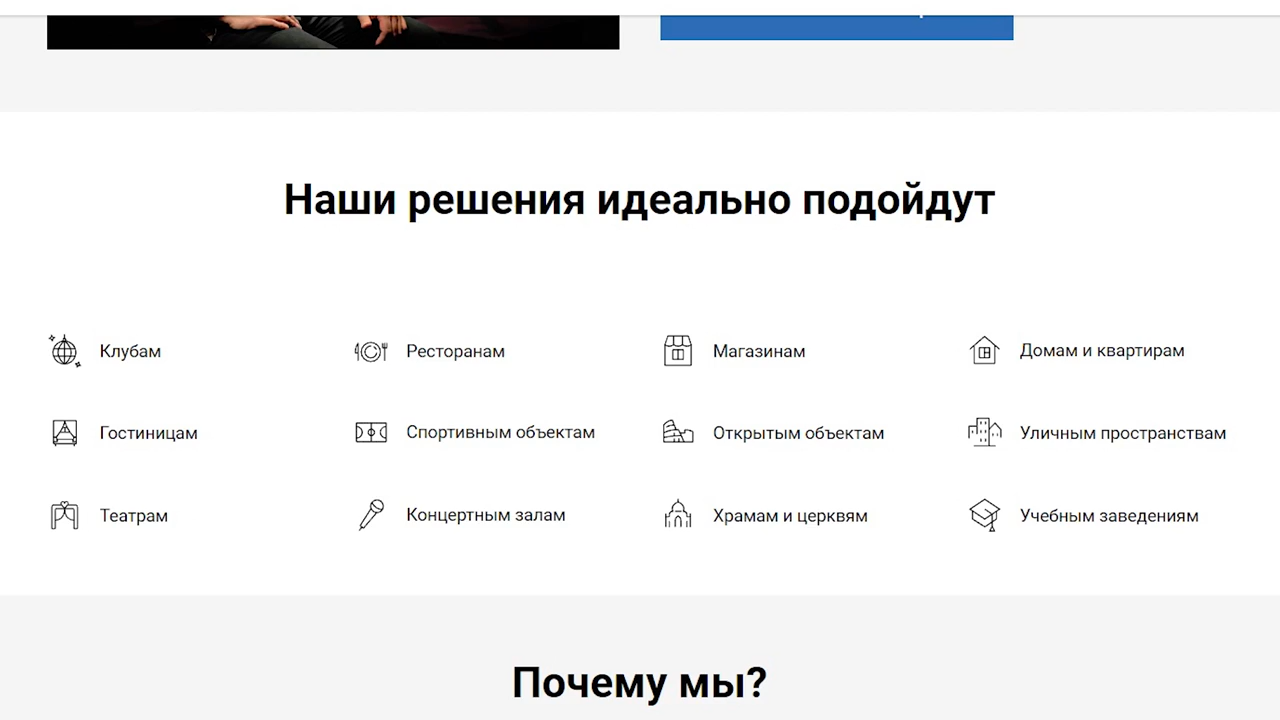 Наши решения идеально подойдут
Клубам
Ресторанам
Магазинам
Домам и квартирам
Гостиницам
Спортивным объектам
Открытым объектам
Уличным пространствам
Театрам
Концертным залам
Храмам и церквям
Учебным заведениям
Почему мы?